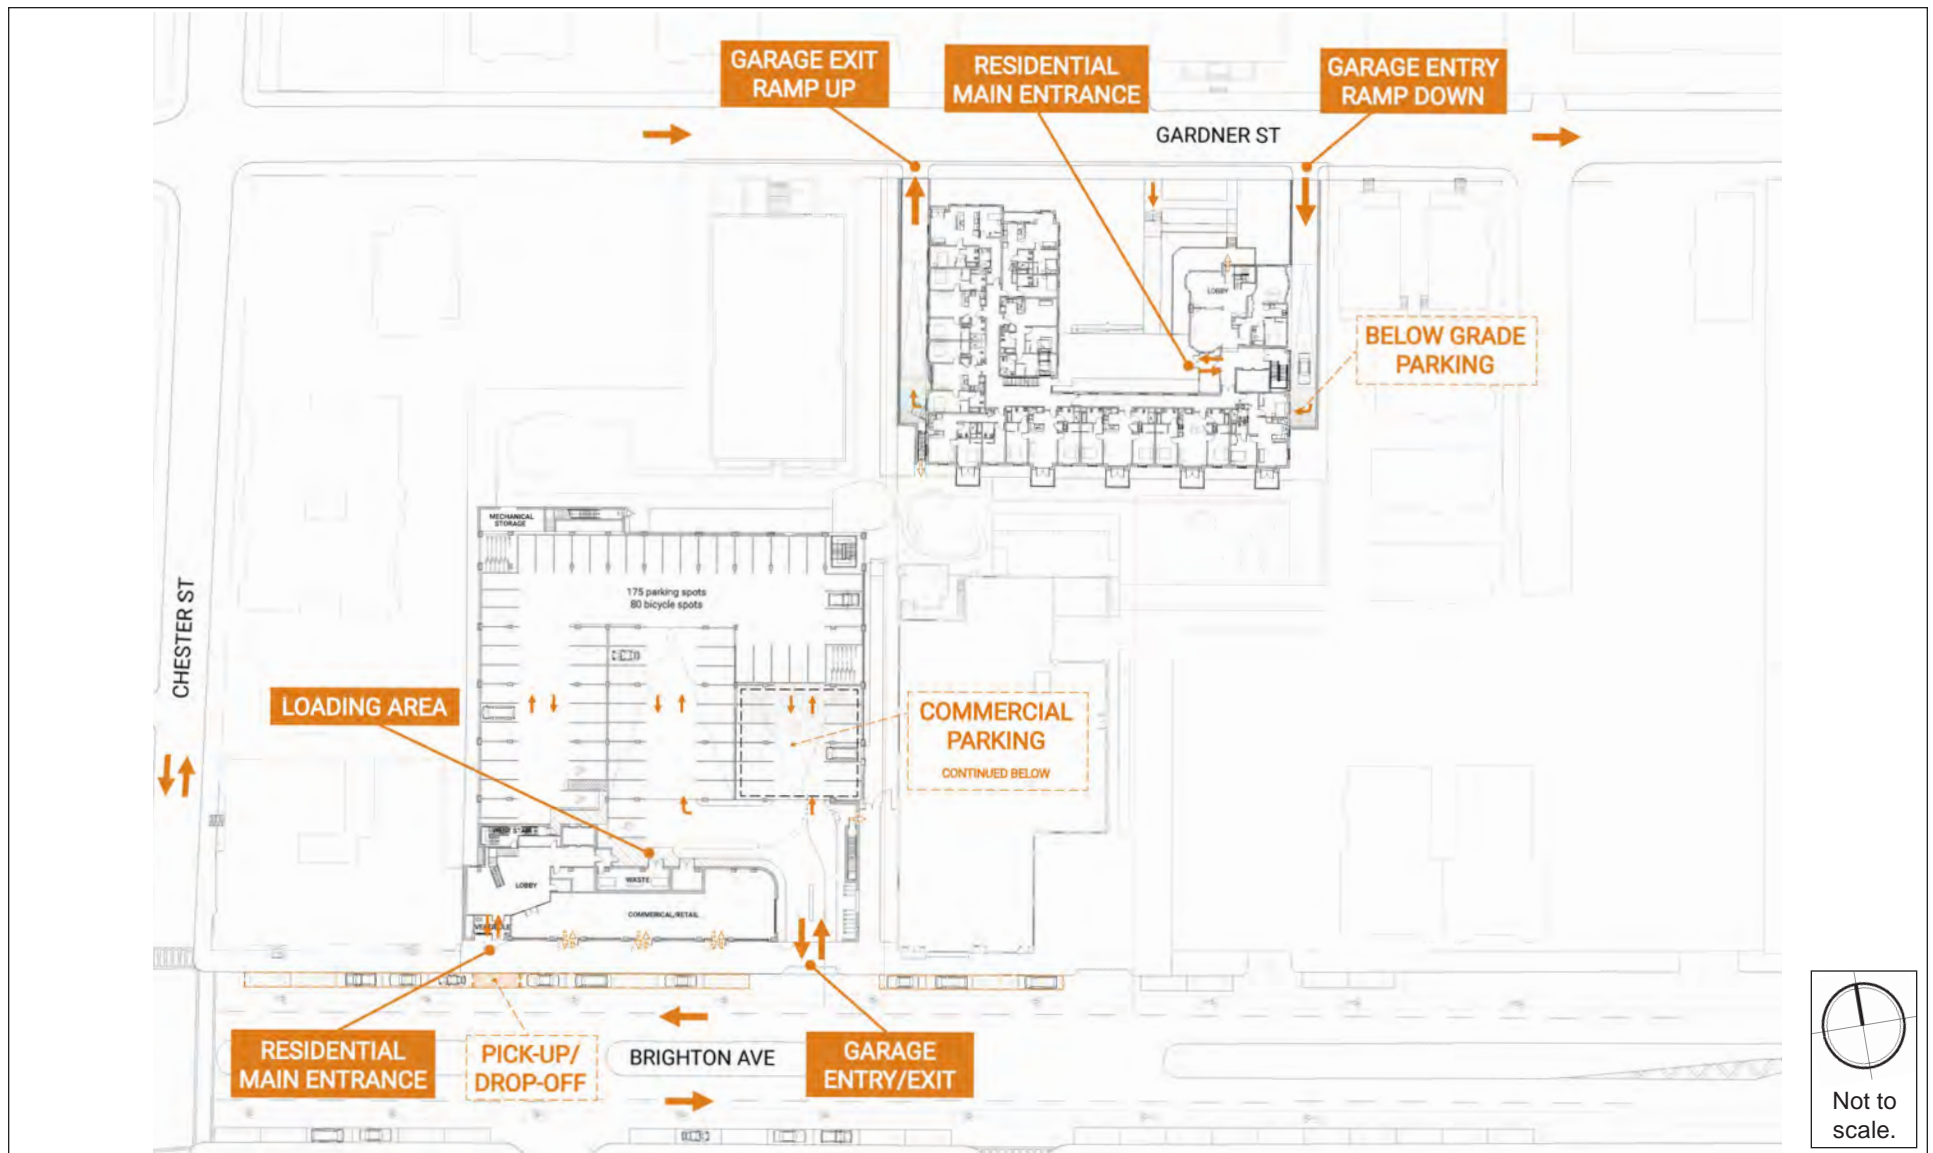 GARAGE EXIT
RAMP UP
RESIDENTIAL
MAIN ENTRANCE
GARAGE ENTRY
RAMP DOWN
GARDNER ST
LOBBY
BELOW GRADE
PARKING
MECHANICAL
STORAGE
175 parking spots
80 bicycle spots
CHESTER ST
LOADING AREA
COMMERCIAL
PARKING
CONTINUED BELOW
LOBBY
WASTE
COMMERICAL/RETAIL
RESIDENTIAL
MAIN ENTRANCE
PICK-UP/
DROP-OFF
BRIGHTON AVE
GARAGE
ENTRY/EXIT
Not to
scale.